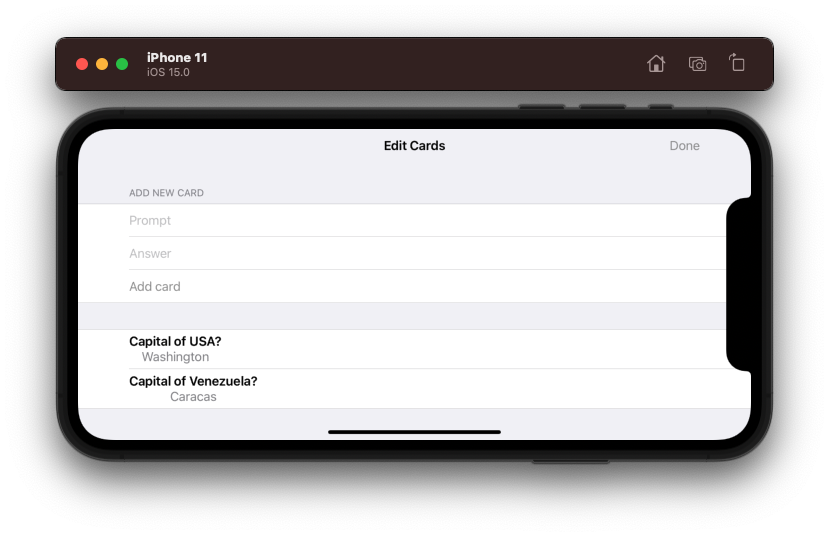 iPhone 11
iOS 15.0
Edit Cards
Done
ADD NEW CARD
Prompt
Answer
Add card
Capital of USA?
Washington
Capital of Venezuela?
Caracas